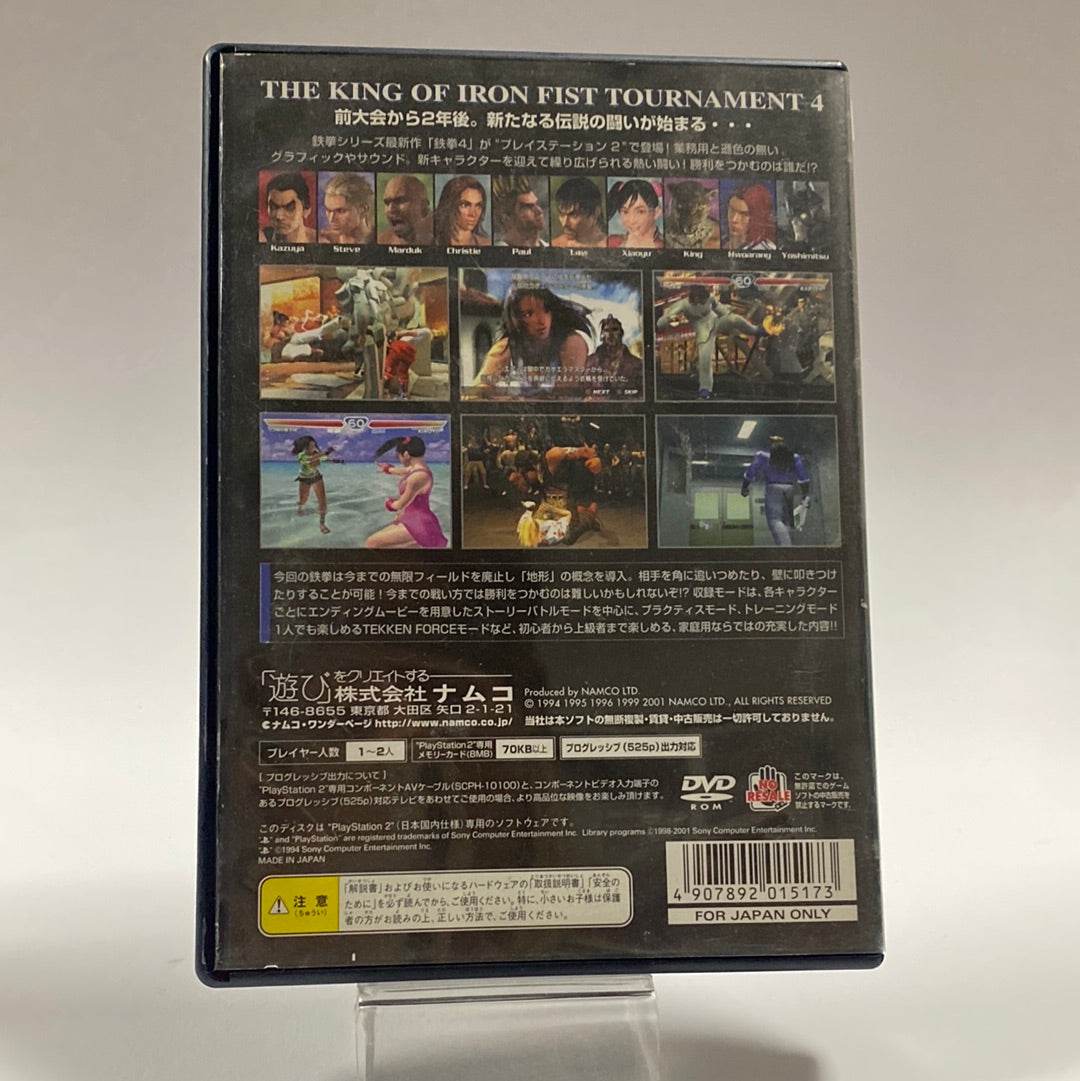 THE KING OF IRON FIST TOURNAMENT 4
前大会から2年後。新たなる伝説の闘いが始まる・・・
鉄拳シリーズ最新作「鉄拳4」が"プレイステーション 2"で登場!業務用と遜色の無い
グラフィックやサウンド。新キャラクターを迎えて繰り広げられる熱い闘い!勝利をつかむのは誰だ!?
Kazuya Steve Marduk Christie Paul Law Xiaoyu King Hwoarang Yoshimitsu
60
NEXT SKIP
60
今回の鉄拳は今までの無限フィールドを廃止し「地形」の概念を導入。相手を角に追いつめたり、壁に叩きつけ
たりすることが可能!今までの戦い方では勝利をつかむのは難しいかもしれないぞ!?収録モードは、各キャラクター
ごとにエンディングムービーを用意したストーリーバトルモードを中心に、プラクティスモード、トレーニングモード
1人でも楽しめるTEKKEN FORCEモードなど、初心者から上級者まで楽しめる、家庭用ならではの充実した内容!!
「遊び」をクリエイトする
株式会社 ナムコ
〒146-8655 東京都 大田区 矢口 2-1-21
ナムコ・ワンダーページ http://www.namco.co.jp/
Produced by NAMCO LTD.
© 1994 1995 1996 1999 2001 NAMCO LTD., ALL RIGHTS RESERVED
当社は本ソフトの無断複製・賃貸・中古販売は一切許可しておりません。
プレイヤー人数 1～2人
"PlayStation 2"専用
メモリーカード(8MB) 70KB以上
プログレッシブ(525p)出力対応
[ プログレッシブ出力について ]
"PlayStation 2"専用コンポーネントAVケーブル(SCPH-10100)と、コンポーネントビデオ入力端子の
あるプログレッシブ(525p)対応テレビをあわせてご使用の場合、より高品位な映像をお楽しみ頂けます。
DVD
ROM
NO
RESALE
このマークは、
無許諾でのゲーム
ソフトの中古販売を
禁止するマークです。
このディスクは "PlayStation 2" (日本国内仕様) 専用のソフトウェアです。
" " and "PlayStation" are registered trademarks of Sony Computer Entertainment Inc. Library programs ©1998-2001 Sony Computer Entertainment Inc.
" " ©1994 Sony Computer Entertainment Inc.
MADE IN JAPAN
注意
(ちゅうい)
「解説書」およびお使いになるハードウェアの「取扱説明書」「安全の
ために」を必ず読んでから、ご使用ください。特に、小さいお子様は保護
者の方がお読みの上、正しい方法で、ご使用ください。
4 907892 015173
FOR JAPAN ONLY